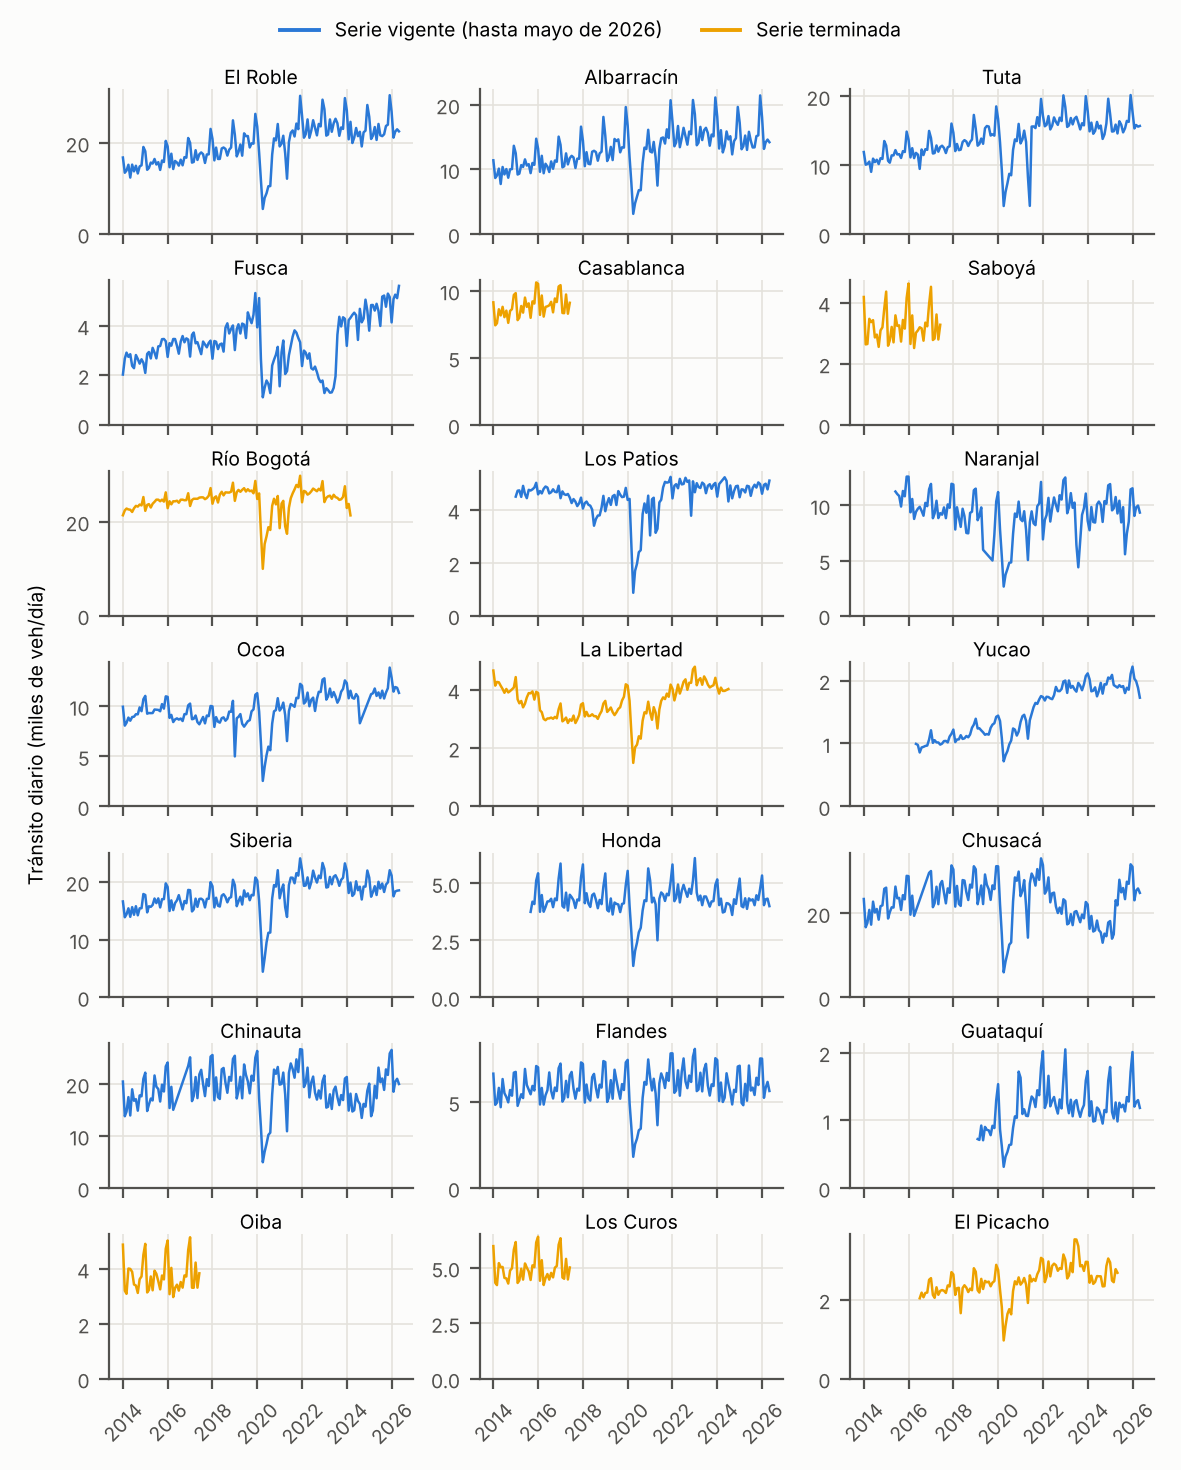 Serie vigente (hasta mayo de 2026) Serie terminada
El Roble Albarracín Tuta
20 20 20
10 10
0 0 0
2014 2016 2018 2020 2022 2024 2026 2014 2016 2018 2020 2022 2024 2026 2014 2016 2018 2020 2022 2024 2026
Fusca Casablanca Saboyá
4 10 4
2 5 2
0 0 0
Río Bogotá Los Patios Naranjal
20 4 10
2 5
0 0 0
Tránsito diario (miles de veh/día)
Ocoa La Libertad Yucao
10 4 2
5 2 1
0 0 0
Siberia Honda Chusacá
20 5.0 20
10 2.5
0 0.0 0
Chinauta Flandes Guataquí
20 5 2
10 1
0 0 0
Oiba Los Curos El Picacho
4 5.0 2
2 2.5
0 0.0 0